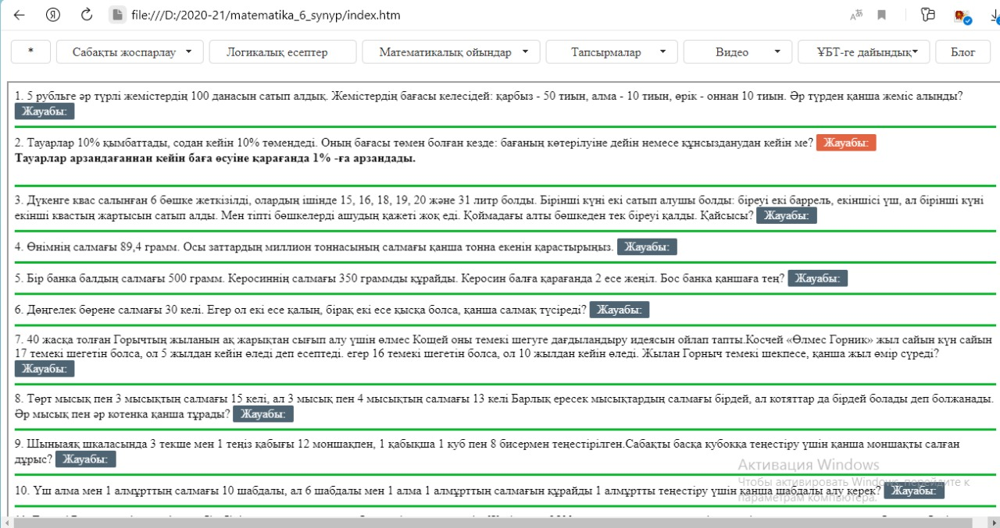 file:///D:/2020-21/matematika_6_synyp/index.htm
* Сабақты жоспарлау Логикалық есептер Математикалық ойындар Тапсырмалар Видео ҰБТ-ге дайындық Блог
1. 5 рубльге әр түрлі жемістердің 100 данасын сатып алдық. Жемістердің бағасы келесідей: қарбыз - 50 тиын, алма - 10 тиын, өрік - оннан 10 тиын. Әр түрден қанша жеміс алынды?
Жауабы:
2. Тауарлар 10% қымбаттады, содан кейін 10% төмендеді. Оның бағасы төмен болған кезде: бағаның көтерілуіне дейін немесе құнсызданудан кейін ме? Жауабы:
Тауарлар арзандағаннан кейін баға өсуіне қарағанда 1% -ға арзандады.
3. Дүкенге квас салынған 6 бөшке жеткізілді, олардың ішінде 15, 16, 18, 19, 20 және 31 литр болды. Бірінші күні екі сатып алушы болды: біреуі екі баррель, екіншісі үш, ал бірінші күні
екінші квастың жартысын сатып алды. Мен тіпті бөшкелерді ашудың қажеті жоқ еді. Қоймадағы алты бөшкеден тек біреуі қалды. Қайсысы? Жауабы:
4. Өнімнің салмағы 89,4 грамм. Осы заттардың миллион тоннасының салмағы қанша тонна екенін қарастырыңыз. Жауабы:
5. Бір банка балдың салмағы 500 грамм. Керосиннің салмағы 350 граммды құрайды. Керосин балға қарағанда 2 есе жеңіл. Бос банка қаншаға тең? Жауабы:
6. Дөңгелек бөрене салмағы 30 келі. Егер ол екі есе қалың, бірақ екі есе қысқа болса, қанша салмақ түсіреді? Жауабы:
7. 40 жасқа толған Горычтың жыланын ақ жарықтан сығып алу үшін өлмес Кощей оны темекі шегуге дағдыландыру идеясын ойлап тапты.Косчей «Өлмес Горник» жыл сайын күн сайын
17 темекі шегетін болса, ол 5 жылдан кейін өледі деп есептеді. егер 16 темекі шегетін болса, ол 10 жылдан кейін өледі. Жылан Горныч темекі шекпесе, қанша жыл өмір сүреді?
Жауабы:
8. Төрт мысық пен 3 мысықтың салмағы 15 келі, ал 3 мысық пен 4 мысықтың салмағы 13 келі Барлық ересек мысықтардың салмағы бірдей, ал котяттар да бірдей болады деп болжанады.
Әр мысық пен әр котенка қанша тұрады? Жауабы:
9. Шыныаяқ шкаласында 3 текше мен 1 теңіз қабығы 12 моншақпен, 1 қабықша 1 куб пен 8 бисермен теңестірілген.Сабақты басқа кубокқа теңестіру үшін қанша моншақты салған
дұрыс? Жауабы:
Активация Windows
Чтобы активировать Windows, перейдите к
параметрам компьютера.
10. Үш алма мен 1 алмұрттың салмағы 10 шабдалы, ал 6 шабдалы мен 1 алма 1 алмұрттың салмағын құрайды 1 алмұртты теңестіру үшін қанша шабдалы алу керек? Жауабы: